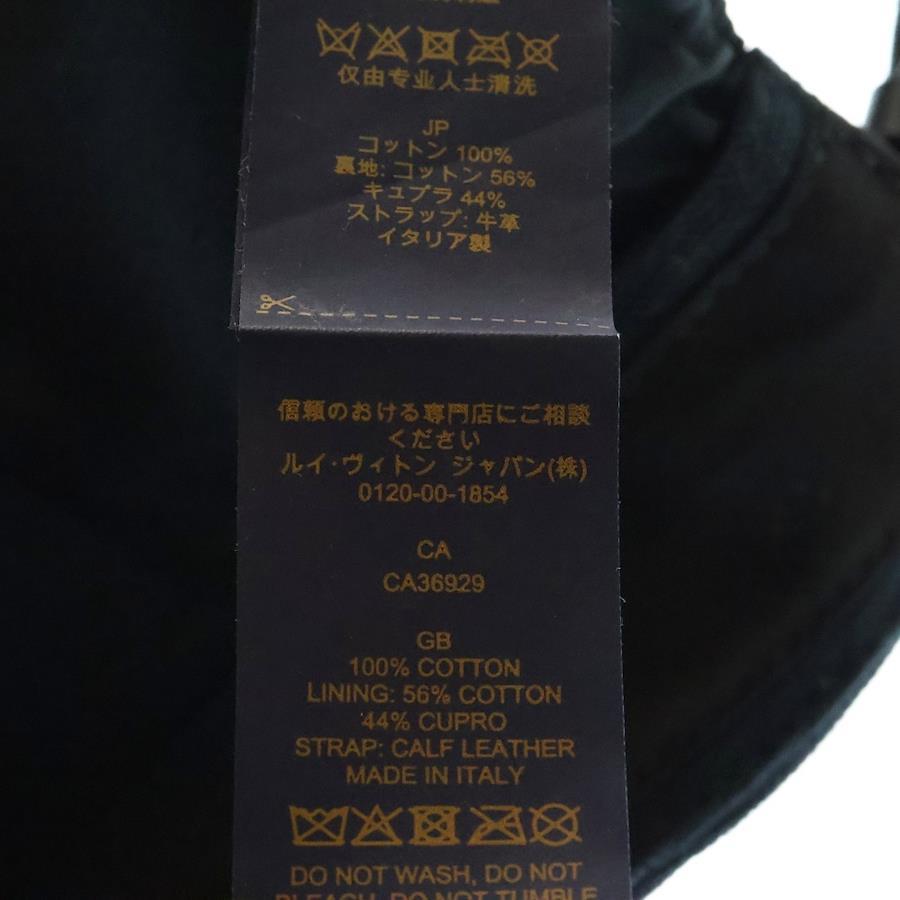 仅由专业人士清洗
JP
コットン 100%
裏地: コットン 56%
キュプラ 44%
ストラップ: 牛革
イタリア製
信頼のおける専門店にご相談
ください
ルイ･ヴィトン ジャパン(株)
0120-00-1854
CA
CA36929
GB
100% COTTON
LINING: 56% COTTON
44% CUPRO
STRAP: CALF LEATHER
MADE IN ITALY
DO NOT WASH, DO NOT
BLEACH, DO NOT TUMBLE